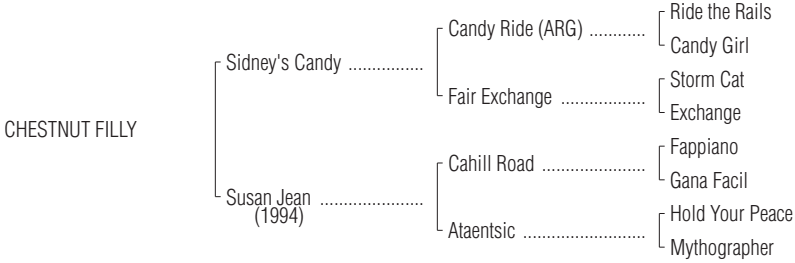 Ride the Rails
Candy Ride (ARG) ............
Candy Girl
Sidney's Candy ................
Storm Cat
Fair Exchange ..................
Exchange
CHESTNUT FILLY
Fappiano
Cahill Road ......................
Gana Facil
Susan Jean ......................
(1994)
Hold Your Peace
Ataentsic ..........................
Mythographer